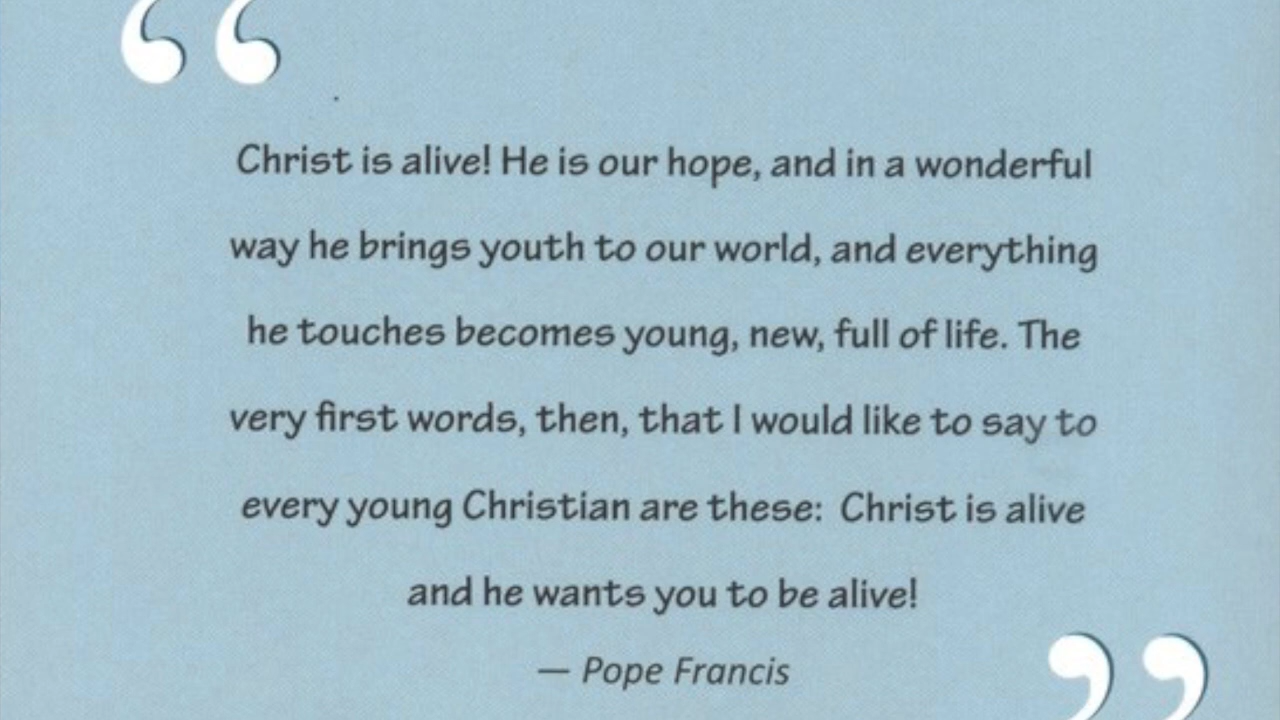 “
Christ is alive! He is our hope, and in a wonderful
way he brings youth to our world, and everything
he touches becomes young, new, full of life. The
very first words, then, that I would like to say to
every young Christian are these: Christ is alive
and he wants you to be alive!
— Pope Francis
”